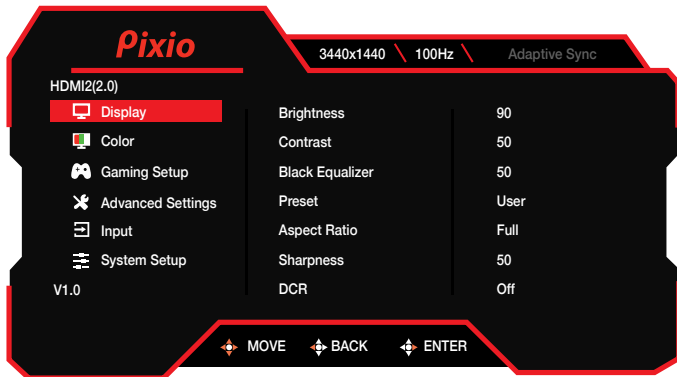 Pixio
3440x1440 100Hz Adaptive Sync
HDMI2(2.0)
Display Brightness 90
Color Contrast 50
Gaming Setup Black Equalizer 50
Advanced Settings Preset User
Input Aspect Ratio Full
System Setup Sharpness 50
V1.0 DCR Off
MOVE BACK ENTER